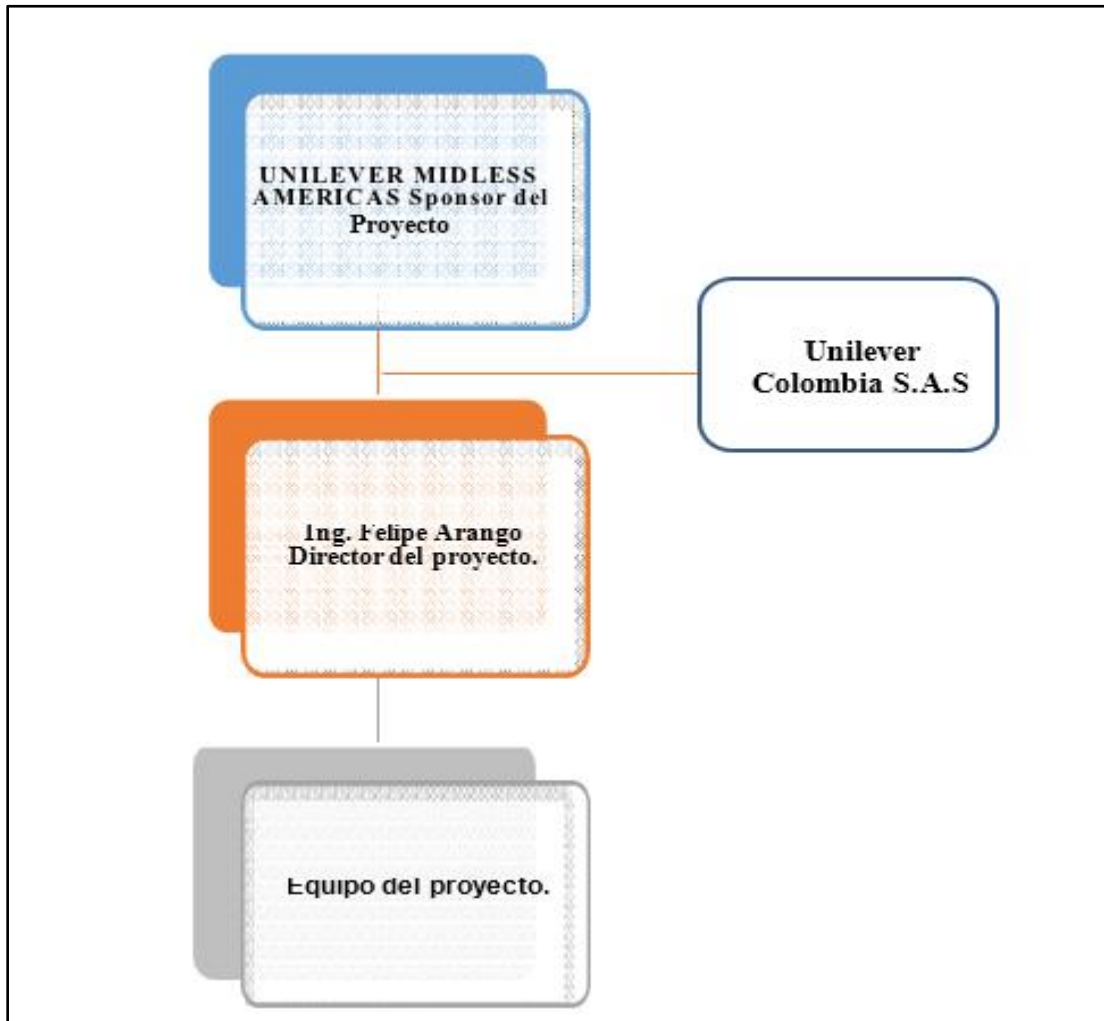 UNILEVER MIDLESS
AMERICAS Sponsor del
Proyecto
Unilever
Colombia S.A.S
Ing. Felipe Arango
Director del proyecto.
Equipo del proyecto.